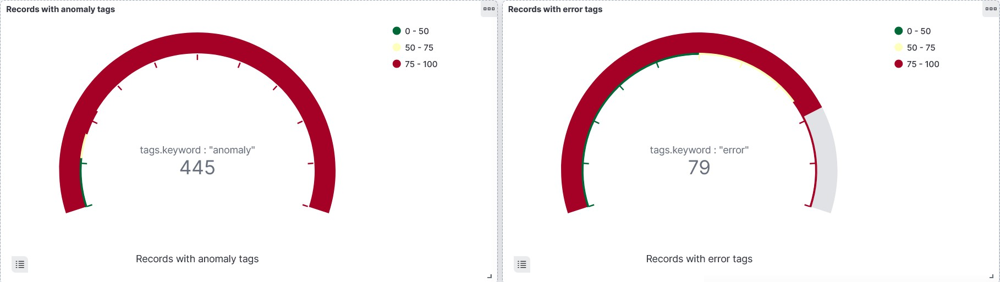 Records with anomaly tags
0 - 50
50 - 75
75 - 100
tags.keyword : "anomaly"
445
Records with anomaly tags
Records with error tags
0 - 50
50 - 75
75 - 100
tags.keyword : "error"
79
Records with error tags